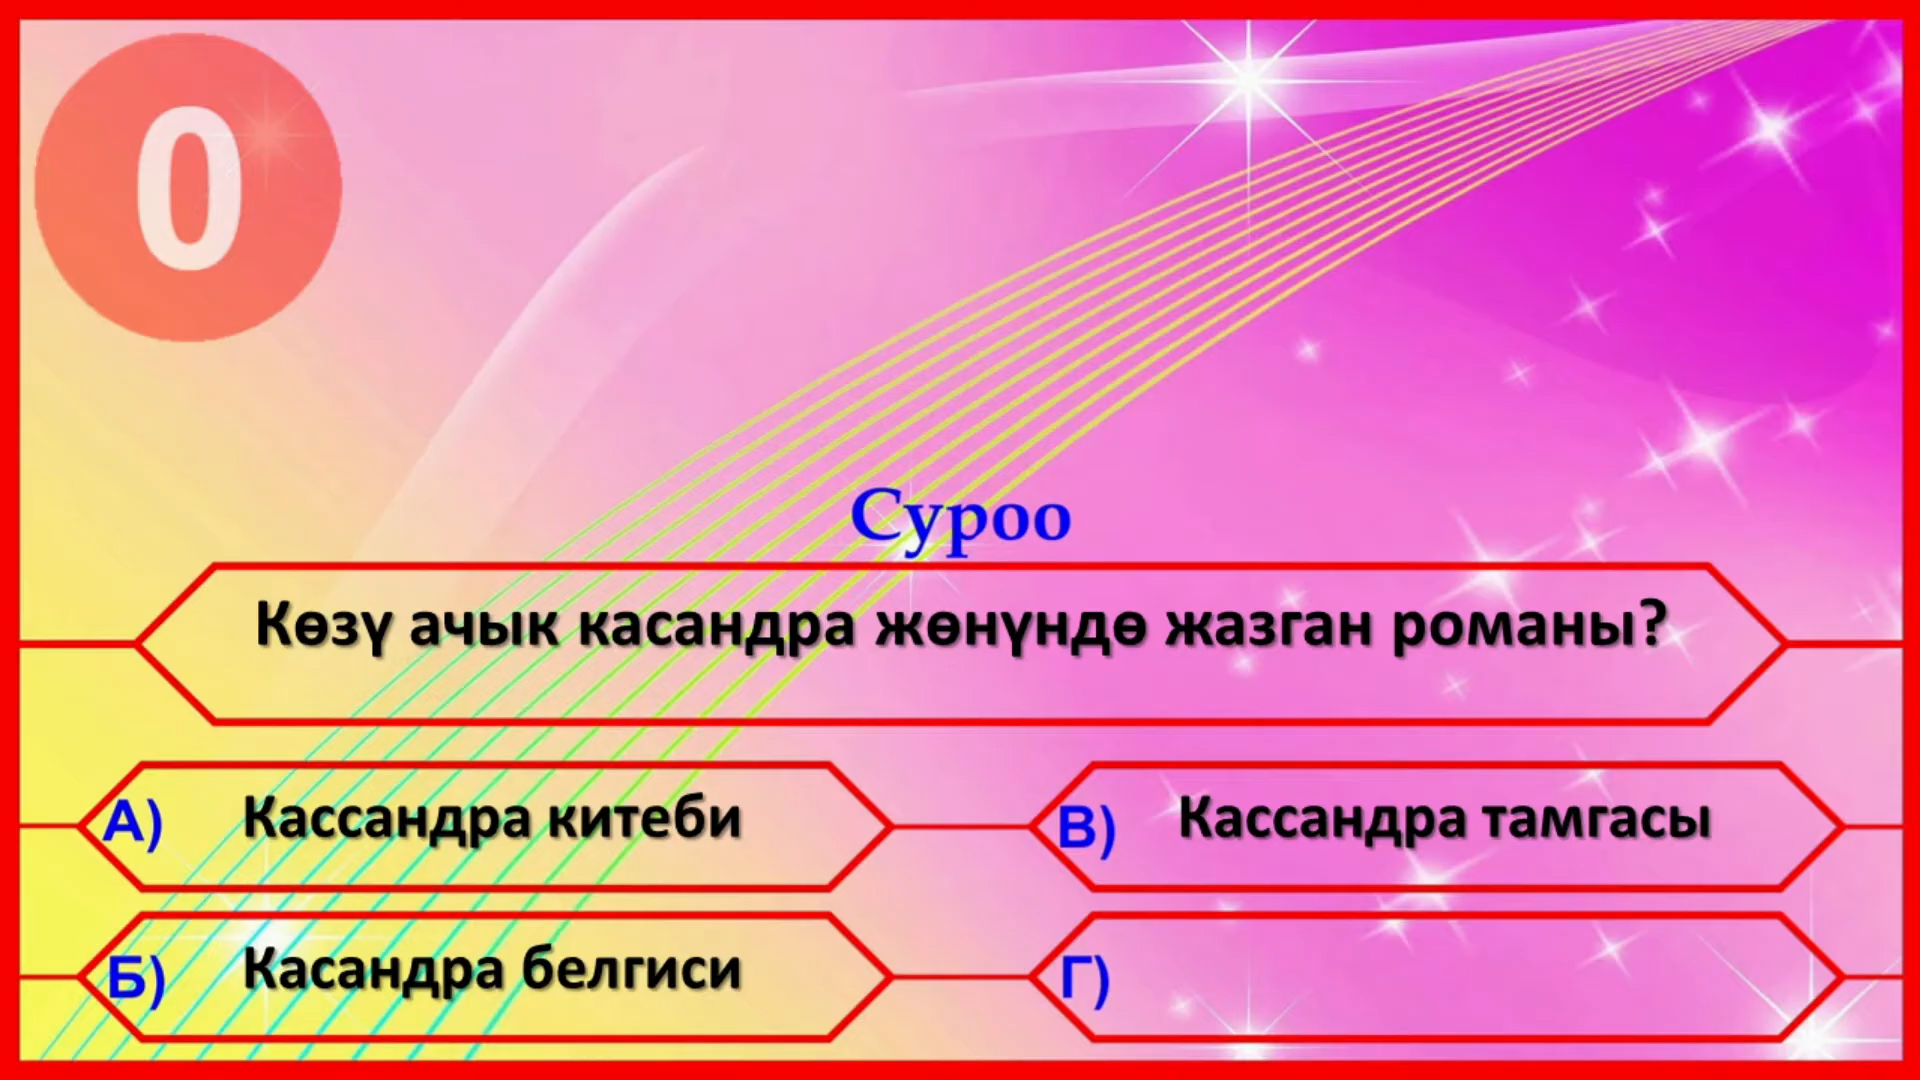 0
Суроо
Көзү ачык касандра жөнүндө жазган романы?
А) Кассандра китеби
В) Кассандра тамгасы
Б) Касандра белгиси
Г)